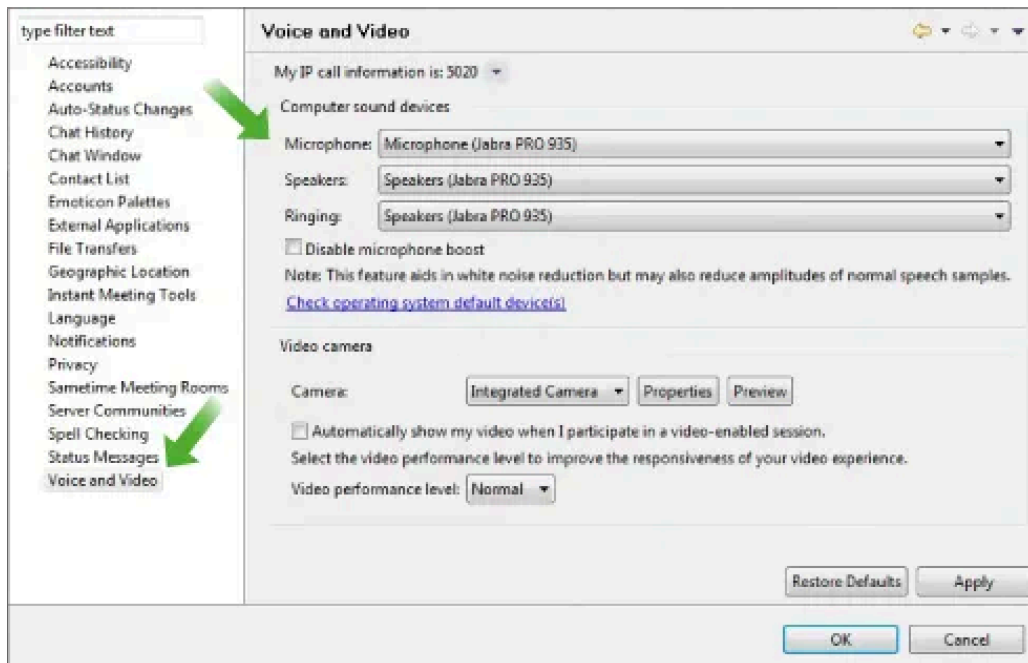 type filter text
Accessibility
Accounts
Auto-Status Changes
Chat History
Chat Window
Contact List
Emoticon Palettes
External Applications
File Transfers
Geographic Location
Instant Meeting Tools
Language
Notifications
Privacy
Sametime Meeting Rooms
Server Communities
Spell Checking
Status Messages
Voice and Video
Voice and Video
My IP call information is: 5020
Computer sound devices
Microphone: Microphone (Jabra PRO 935)
Speakers: Speakers (Jabra PRO 935)
Ringing: Speakers (Jabra PRO 935)
Disable microphone boost
Note: This feature aids in white noise reduction but may also reduce amplitudes of normal speech samples.
Check operating system default device(s)
Video camera
Camera: Integrated Camera Properties Preview
Automatically show my video when I participate in a video-enabled session.
Select the video performance level to improve the responsiveness of your video experience.
Video performance level: Normal
Restore Defaults Apply
OK Cancel